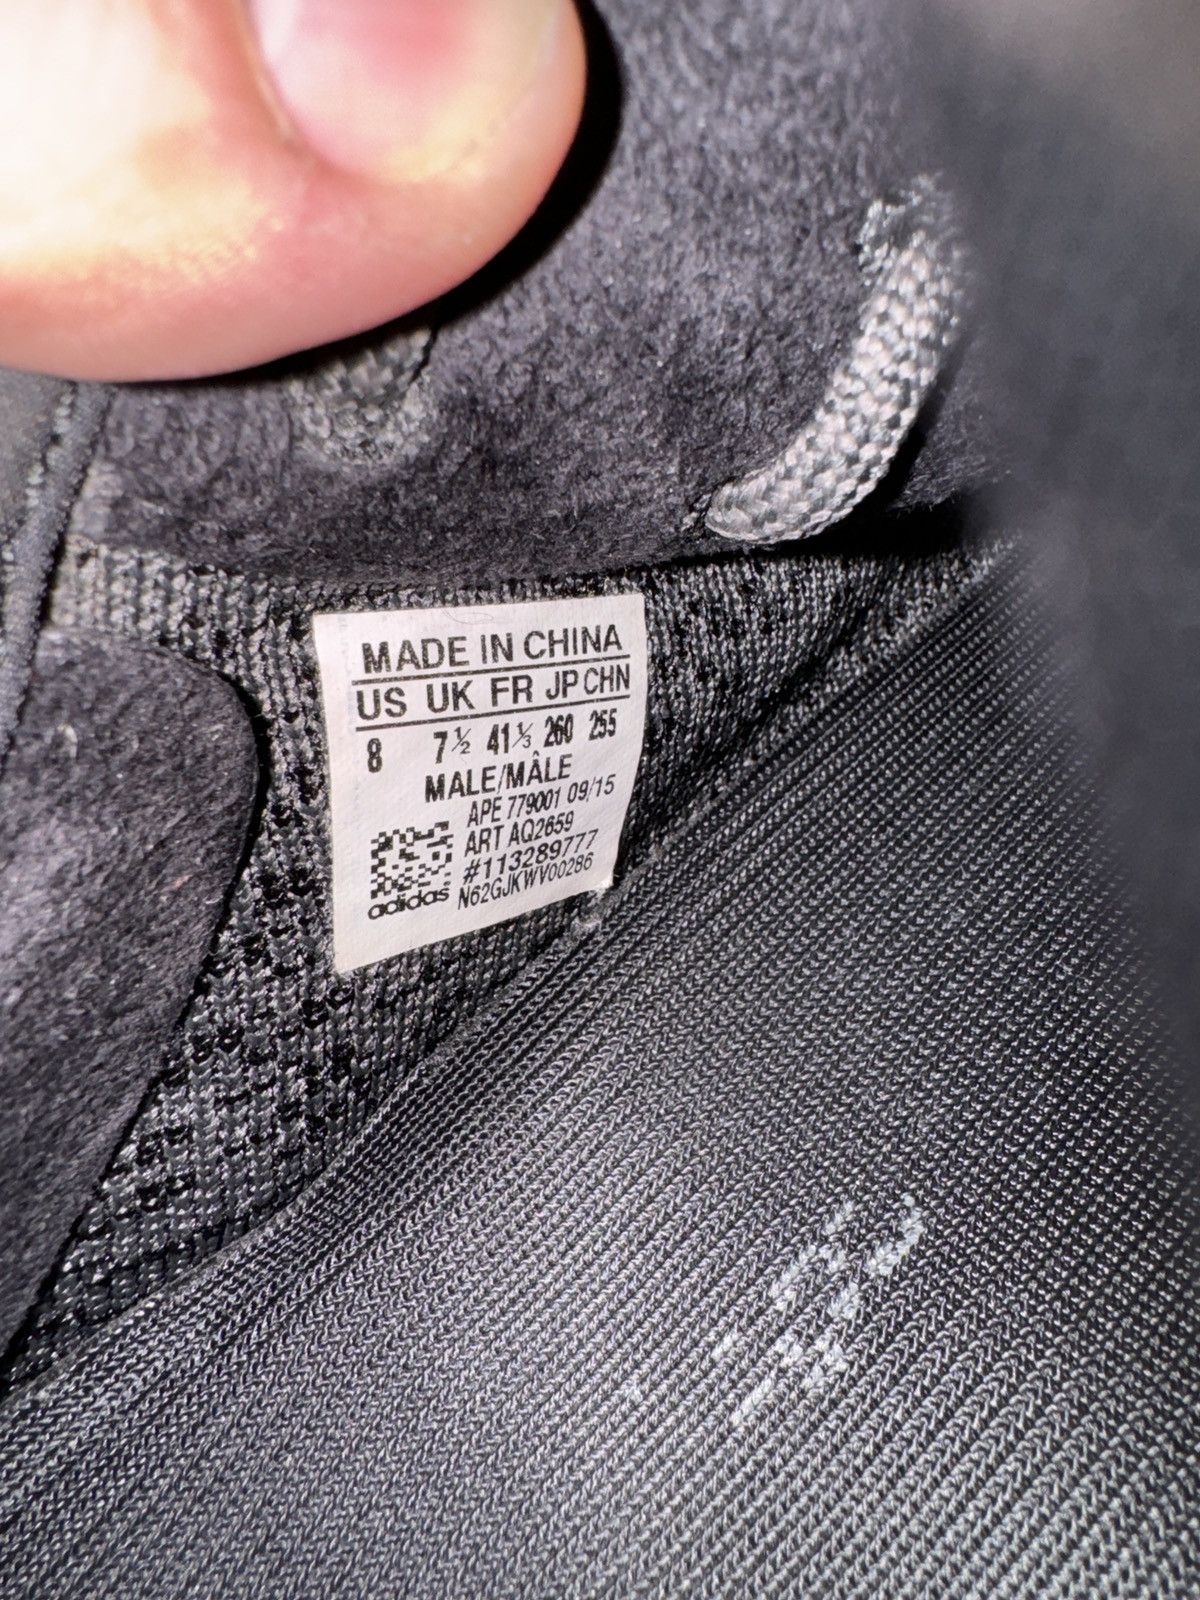 MADE IN CHINA
US UK FR JP CHN
8 7½ 41⅓ 260 255
MALE/MÂLE
APE 779001 09/15
ART AQ2659
#113289777
adidas N62GJKWV00286